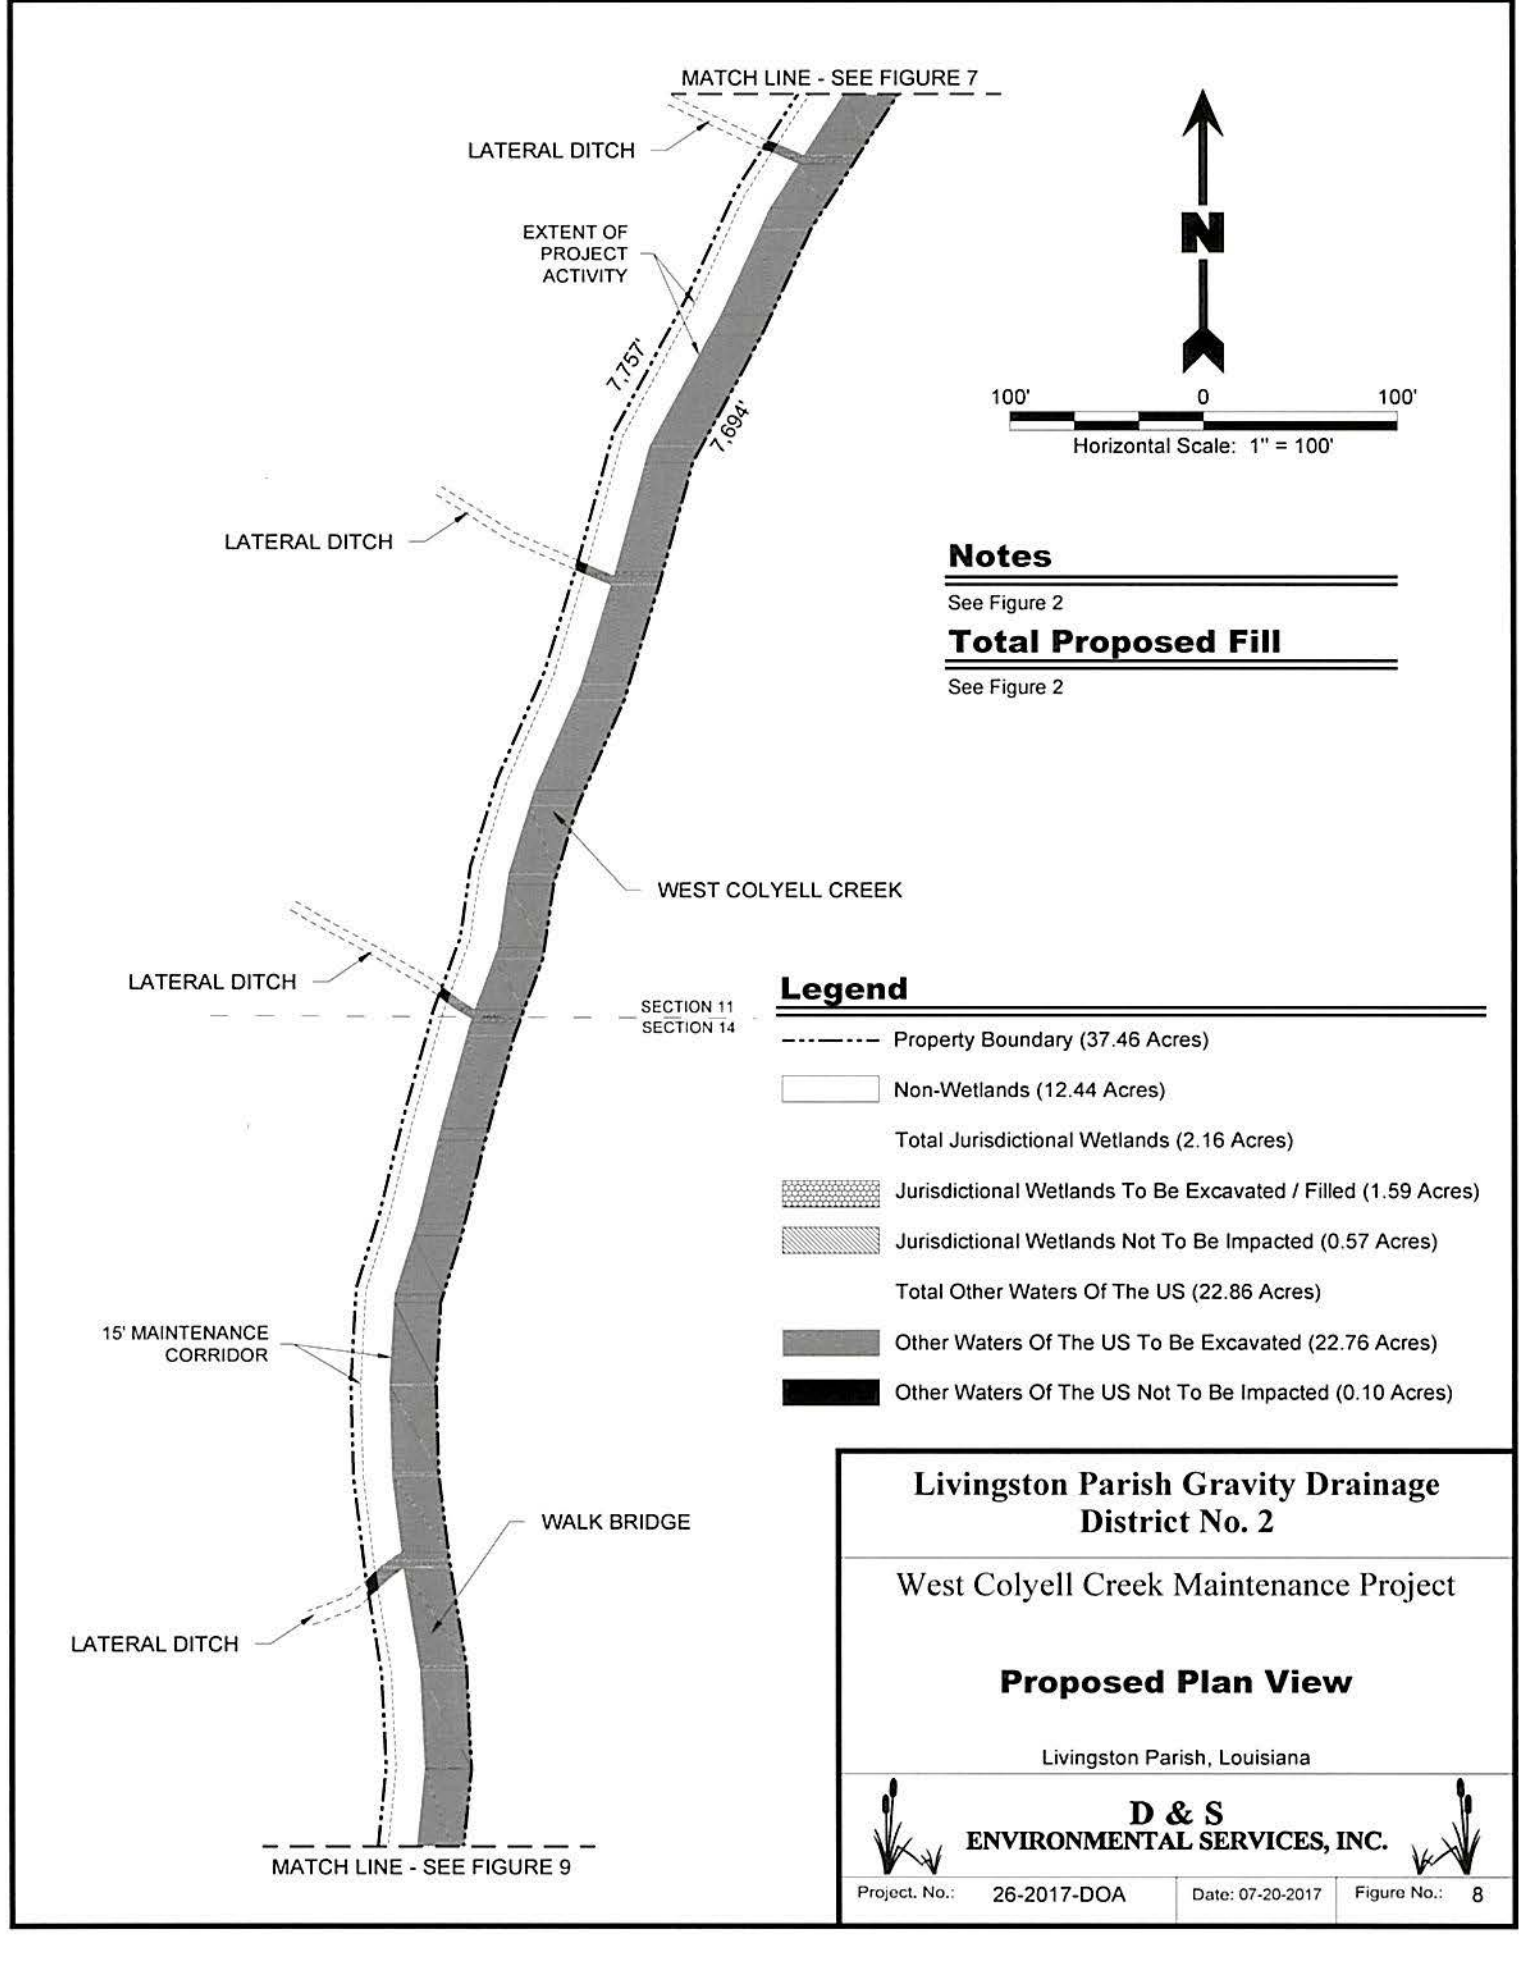 MATCH LINE - SEE FIGURE 7
LATERAL DITCH
EXTENT OF
PROJECT
ACTIVITY
7,757'
7,694'
N
100'
0
100'
Horizontal Scale: 1" = 100'
LATERAL DITCH
Notes
See Figure 2
Total Proposed Fill
See Figure 2
WEST COLYELL CREEK
LATERAL DITCH
SECTION 11
SECTION 14
Legend
Property Boundary (37.46 Acres)
Non-Wetlands (12.44 Acres)
Total Jurisdictional Wetlands (2.16 Acres)
Jurisdictional Wetlands To Be Excavated / Filled (1.59 Acres)
Jurisdictional Wetlands Not To Be Impacted (0.57 Acres)
Total Other Waters Of The US (22.86 Acres)
Other Waters Of The US To Be Excavated (22.76 Acres)
Other Waters Of The US Not To Be Impacted (0.10 Acres)
15' MAINTENANCE
CORRIDOR
WALK BRIDGE
LATERAL DITCH
MATCH LINE - SEE FIGURE 9
Livingston Parish Gravity Drainage
District No. 2
West Colyell Creek Maintenance Project
Proposed Plan View
Livingston Parish, Louisiana
D & S
ENVIRONMENTAL SERVICES, INC.
Project. No.: 26-2017-DOA
Date: 07-20-2017
Figure No.: 8